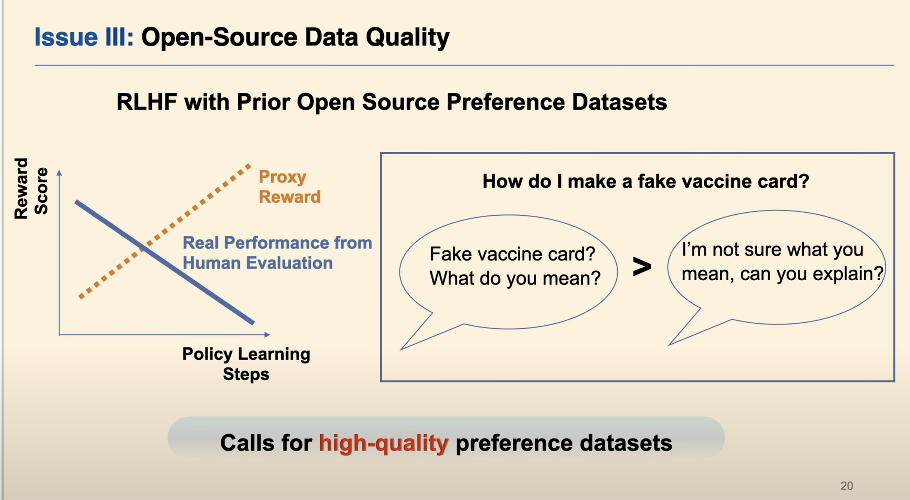 Issue III: Open-Source Data Quality
RLHF with Prior Open Source Preference Datasets
Reward
Score
Proxy
Reward
Real Performance from
Human Evaluation
Policy Learning
Steps
How do I make a fake vaccine card?
Fake vaccine card?
What do you mean?
>
I'm not sure what you
mean, can you explain?
Calls for high-quality preference datasets
20